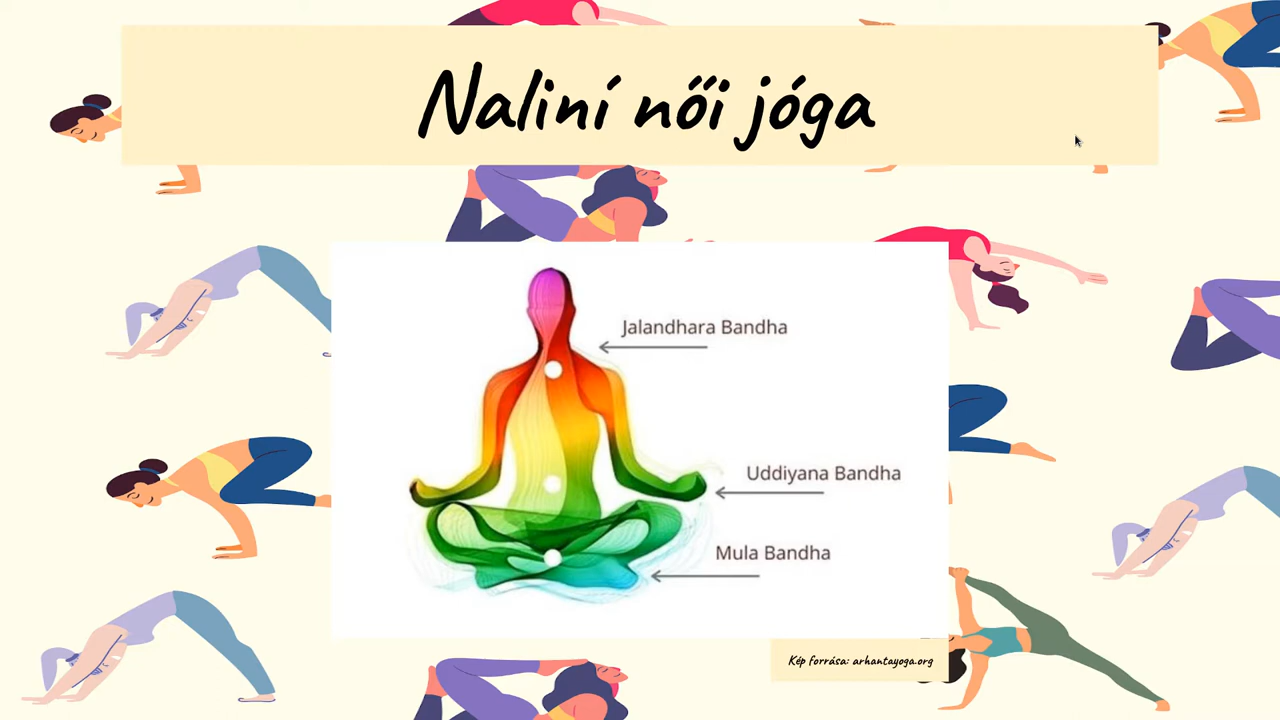 Naliní női jóga
Jalandhara Bandha
Uddiyana Bandha
Mula Bandha
Kép forrása: arhantayoga.org